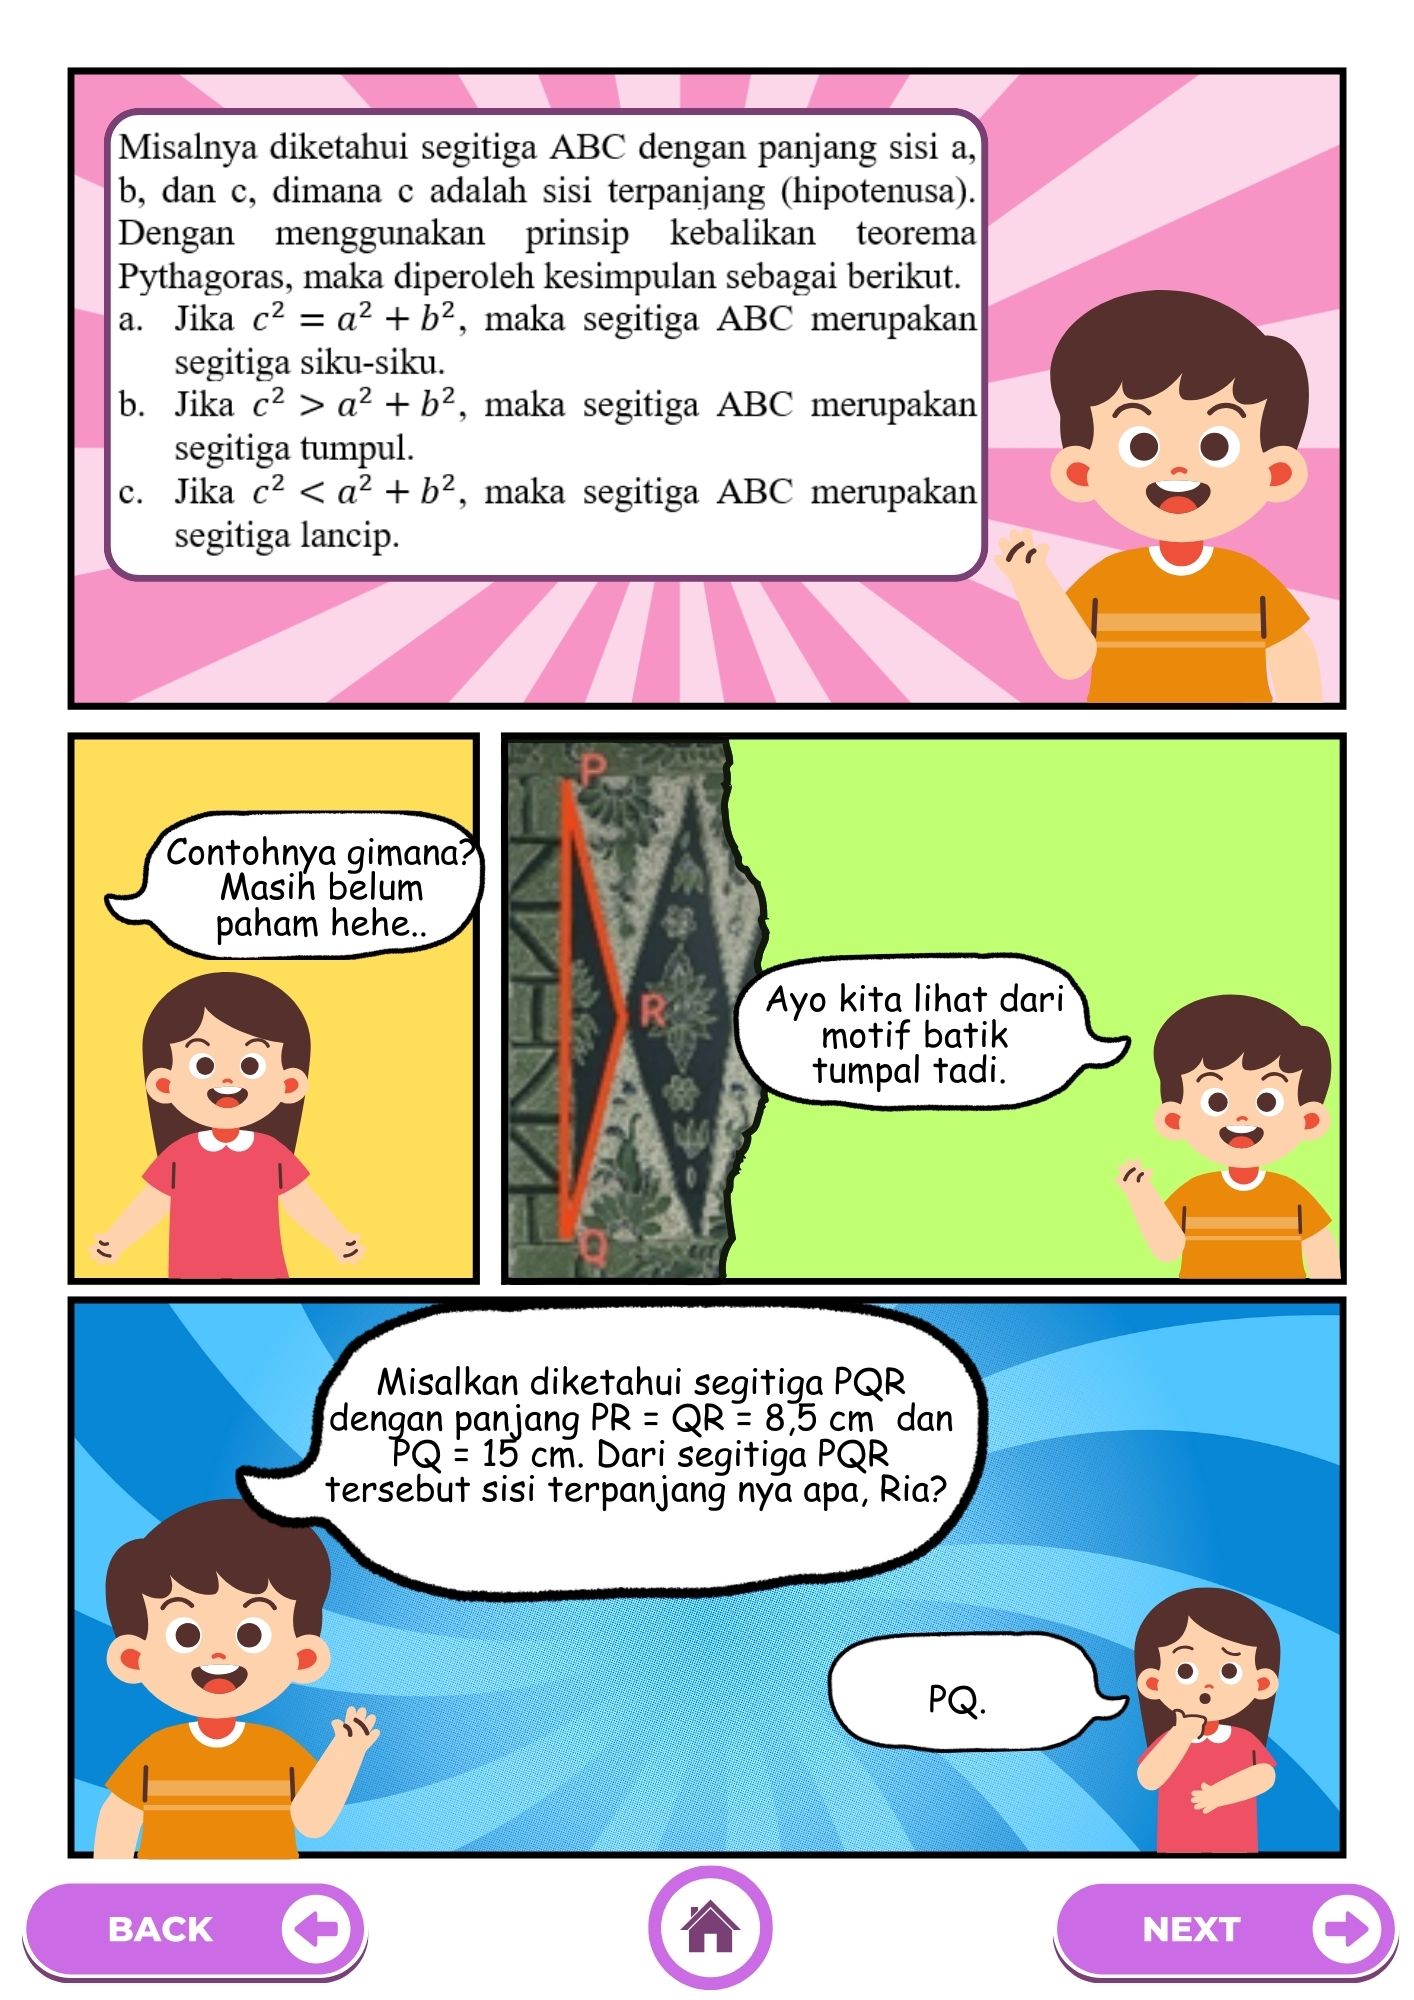 Misalnya diketahui segitiga ABC dengan panjang sisi a,
b, dan c, dimana c adalah sisi terpanjang (hipotenusa).
Dengan menggunakan prinsip kebalikan teorema
Pythagoras, maka diperoleh kesimpulan sebagai berikut.
a. Jika c² = a² + b², maka segitiga ABC merupakan
segitiga siku-siku.
b. Jika c² > a² + b², maka segitiga ABC merupakan
segitiga tumpul.
c. Jika c² < a² + b², maka segitiga ABC merupakan
segitiga lancip.
Contohnya gimana?
Masih belum
paham hehe..
P
R
Q
Ayo kita lihat dari
motif batik
tumpal tadi.
Misalkan diketahui segitiga PQR
dengan panjang PR = QR = 8,5 cm dan
PQ = 15 cm. Dari segitiga PQR
tersebut sisi terpanjang nya apa, Ria?
PQ.
BACK
NEXT